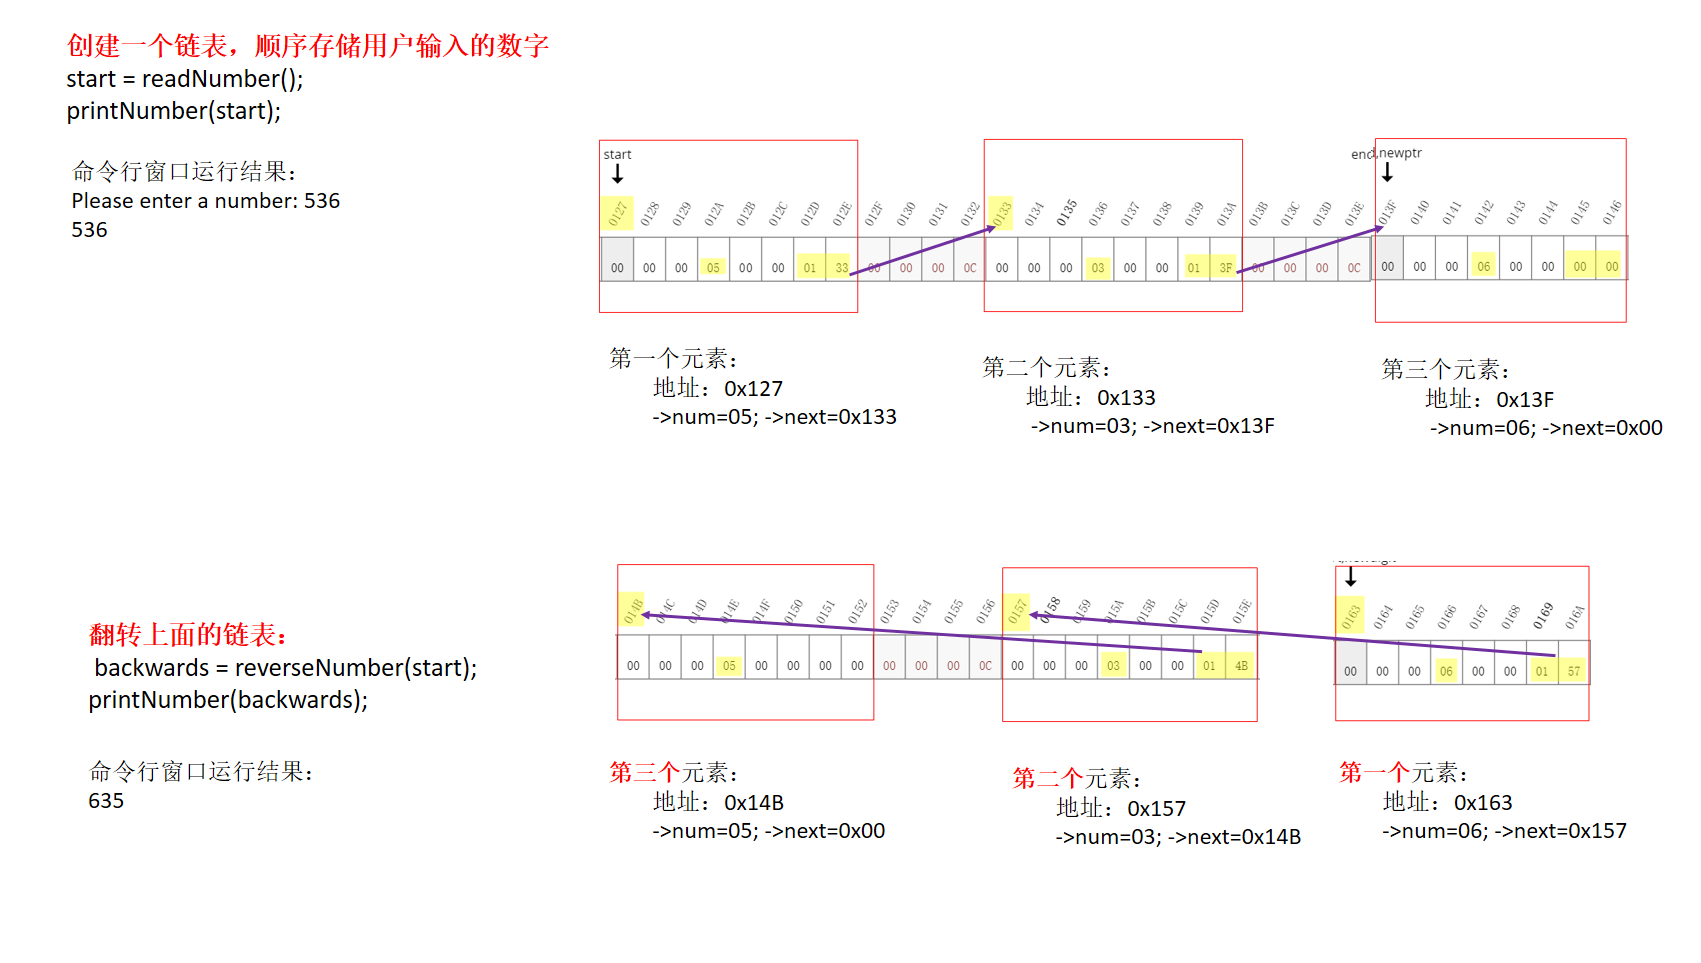 创建一个链表，顺序存储用户输入的数字
start = readNumber();
printNumber(start);
命令行窗口运行结果：
Please enter a number: 536
536
start
end,newptr
0127 0128 0129 012A 012B 012C 012D 012E 012F 0130 0131 0132 0133 0134 0135 0136 0137 0138 0139 013A 013B 013C 013D 013E 013F 0140 0141 0142 0143 0144 0145 0146
00 00 00 05 00 00 01 33 00 00 00 0C 00 00 00 03 00 00 01 3F 00 00 00 0C 00 00 00 06 00 00 00 00
第一个元素：
地址：0x127
->num=05; ->next=0x133
第二个元素：
地址：0x133
->num=03; ->next=0x13F
第三个元素：
地址：0x13F
->num=06; ->next=0x00
翻转上面的链表：
backwards = reverseNumber(start);
printNumber(backwards);
命令行窗口运行结果：
635
014B 014C 014D 014E 014F 0150 0151 0152 0153 0154 0155 0156 0157 0158 0159 015A 015B 015C 015D 015E 0163 0164 0165 0166 0167 0168 0169 016A
00 00 00 05 00 00 00 00 00 00 00 0C 00 00 00 03 00 00 01 4B 00 00 00 06 00 00 01 57
第三个元素：
地址：0x14B
->num=05; ->next=0x00
第二个元素：
地址：0x157
->num=03; ->next=0x14B
第一个元素：
地址：0x163
->num=06; ->next=0x157